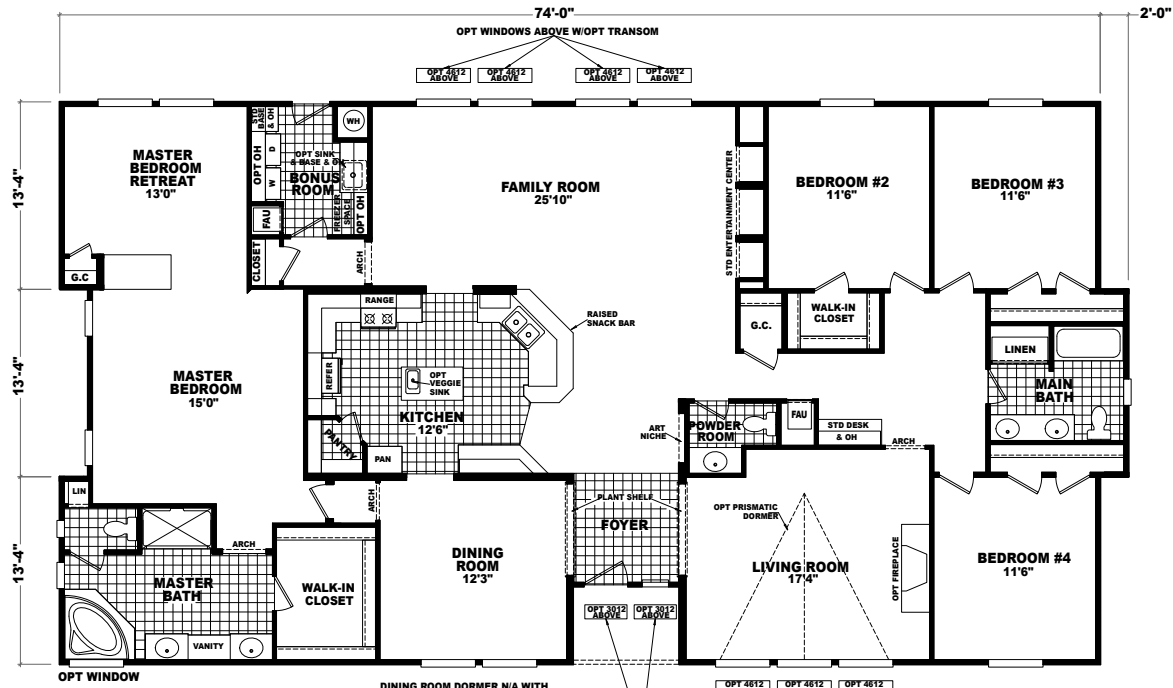 74'-0"
2'-0"
OPT WINDOWS ABOVE W/OPT TRANSOM
OPT 4612
ABOVE
OPT 4612
ABOVE
OPT 4612
ABOVE
OPT 4612
ABOVE
13'-4"
13'-4"
13'-4"
MASTER
BEDROOM
RETREAT
13'0"
STD
BASE
& OH
OPT OH
D
W
WH
OPT SINK
& BASE & OH
BONUS
ROOM
FREEZER
SPACE
OPT OH
FAU
CLOSET
ARCH
G.C
FAMILY ROOM
25'10"
STD ENTERTAINMENT CENTER
BEDROOM #2
11'6"
BEDROOM #3
11'6"
G.C.
WALK-IN
CLOSET
LINEN
MAIN
BATH
RANGE
RAISED
SNACK BAR
REFER
OPT
VEGGIE
SINK
KITCHEN
12'6"
PANTRY
PAN
MASTER
BEDROOM
15'0"
ART
NICHE
POWDER
ROOM
FAU
STD DESK
& OH
ARCH
LIN
ARCH
ARCH
MASTER
BATH
VANITY
WALK-IN
CLOSET
DINING
ROOM
12'3"
PLANT SHELF
FOYER
OPT PRISMATIC
DORMER
LIVING ROOM
17'4"
OPT FIREPLACE
BEDROOM #4
11'6"
OPT 3012
ABOVE
OPT 3012
ABOVE
OPT WINDOW
DINING ROOM DORMER N/A WITH
OPT 4612
OPT 4612
OPT 4612